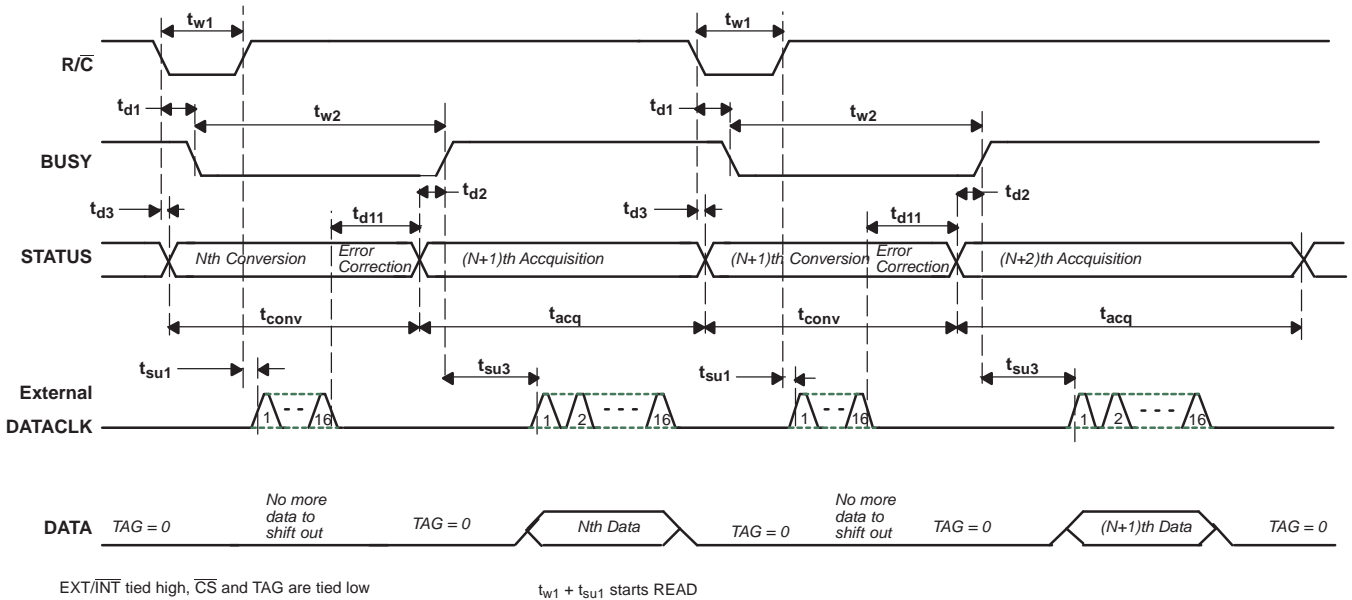 tw1 tw1
R/C̅
td1 tw2 td1 tw2
BUSY
td2 td2
td3 td11 td3 td11
STATUS Nth Conversion Error Correction (N+1)th Accquisition (N+1)th Conversion Error Correction (N+2)th Accquisition
tconv tacq tconv tacq
tsu1 tsu3 tsu1 tsu3
External
DATACLK 1 - - 16 1 2 - - - 16 1 - - 16 1 2 - - - 16
No more data to shift out No more data to shift out
DATA TAG = 0 TAG = 0 Nth Data TAG = 0 TAG = 0 (N+1)th Data TAG = 0
EXT/I̅N̅T̅ tied high, C̅S̅ and TAG are tied low tw1 + tsu1 starts READ